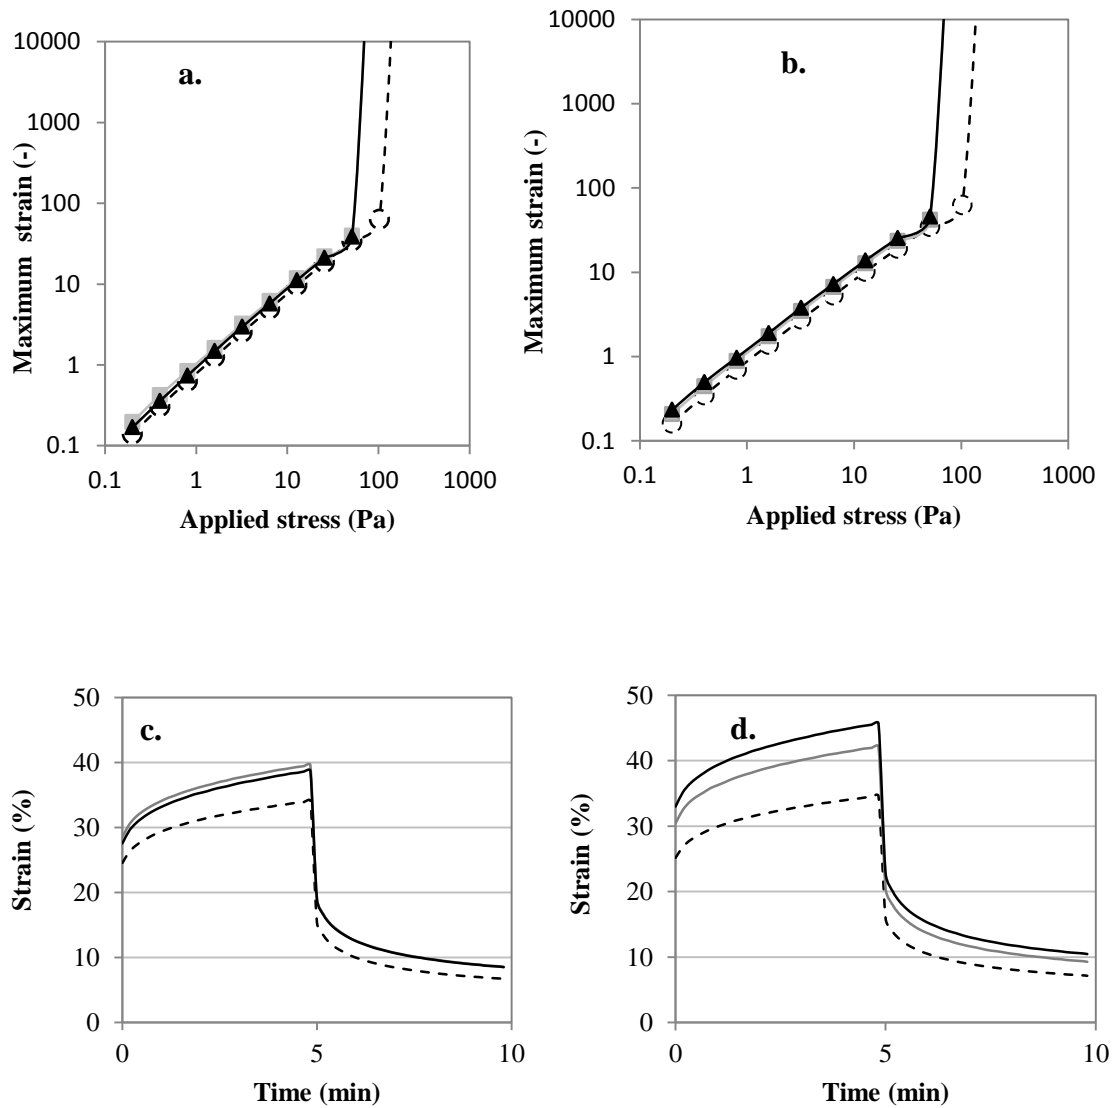 a.
10000
1000
100
10
1
0.1
0.1 1 10 100 1000
Maximum strain (-)
Applied stress (Pa)
b.
10000
1000
100
10
1
0.1
0.1 1 10 100 1000
Maximum strain (-)
Applied stress (Pa)
c.
50
40
30
20
10
0
0 5 10
Strain (%)
Time (min)
d.
50
40
30
20
10
0
0 5 10
Strain (%)
Time (min)